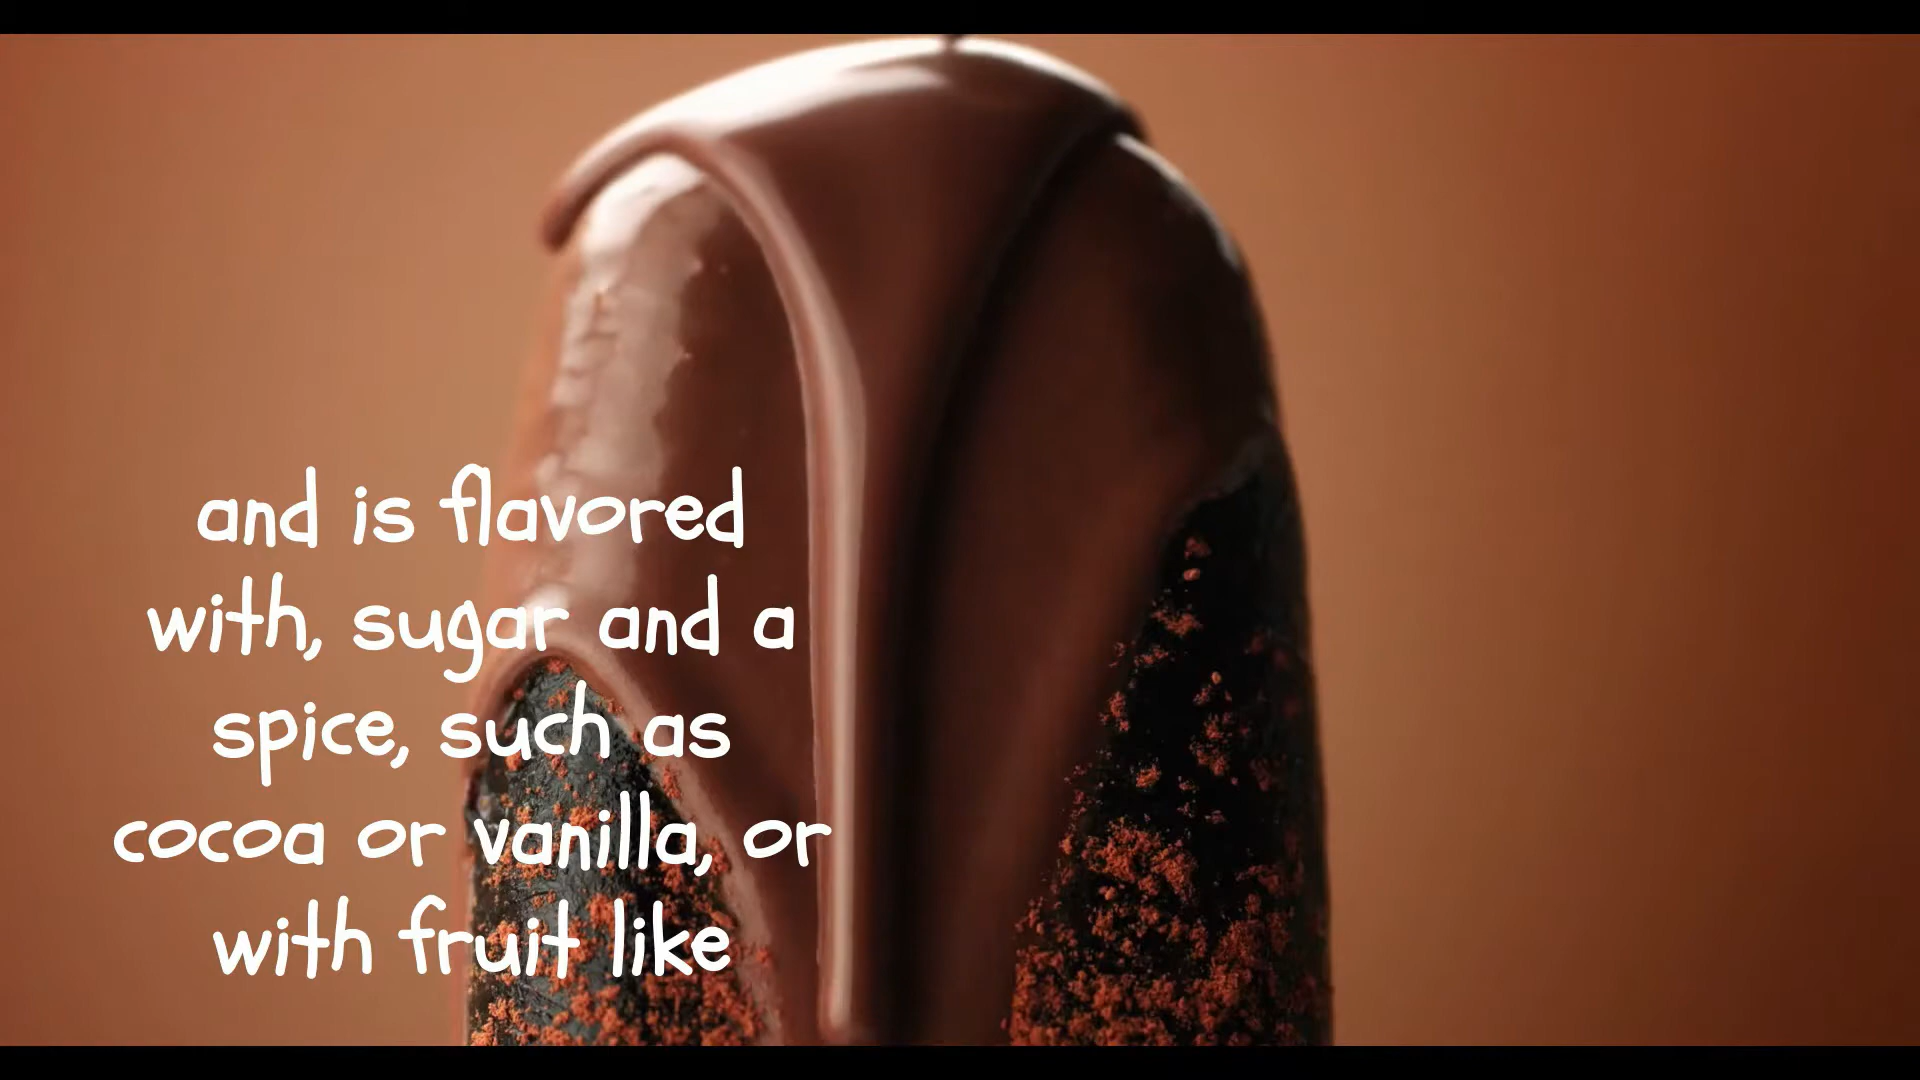 and is flavored
with, sugar and a
spice, such as
cocoa or vanilla, or
with fruit like